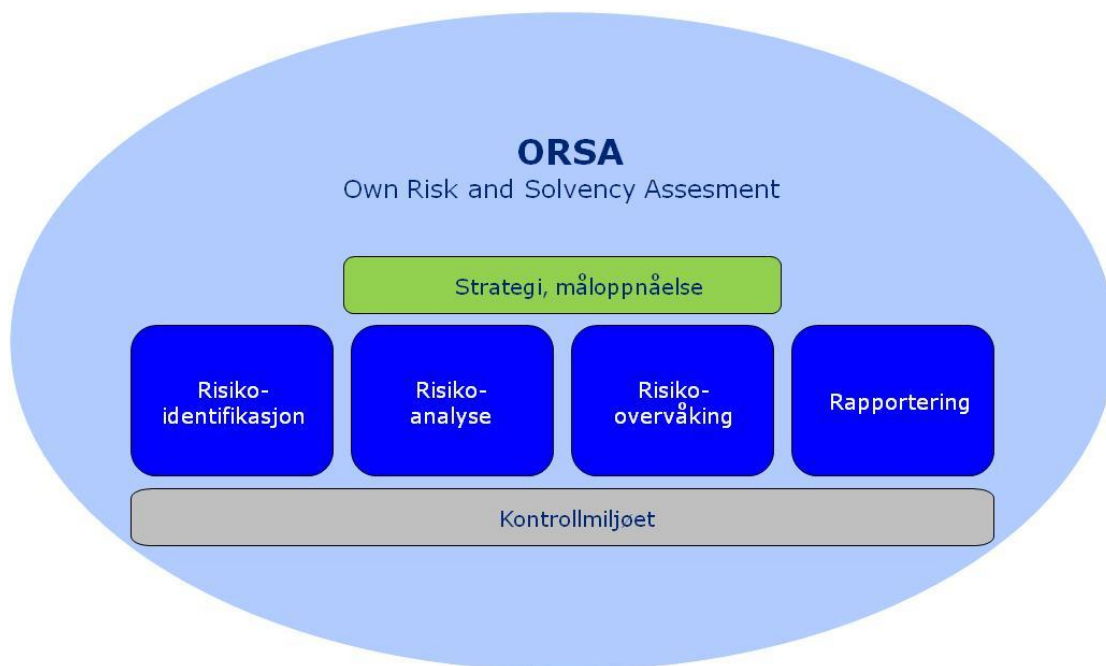 ORSA
Own Risk and Solvency Assesment
Strategi, måloppnåelse
Risiko-
identifikasjon
Risiko-
analyse
Risiko-
overvåking
Rapportering
Kontrollmiljøet